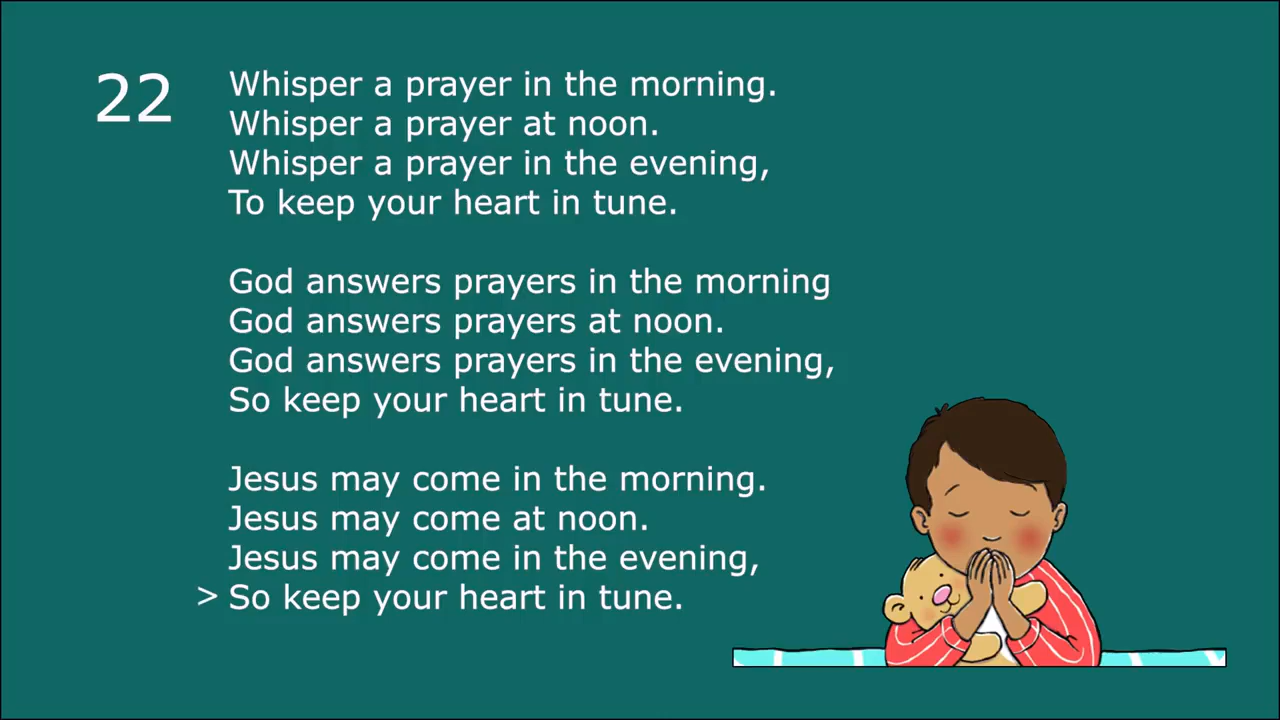 22
Whisper a prayer in the morning.
Whisper a prayer at noon.
Whisper a prayer in the evening,
To keep your heart in tune.
God answers prayers in the morning
God answers prayers at noon.
God answers prayers in the evening,
So keep your heart in tune.
Jesus may come in the morning.
Jesus may come at noon.
Jesus may come in the evening,
> So keep your heart in tune.